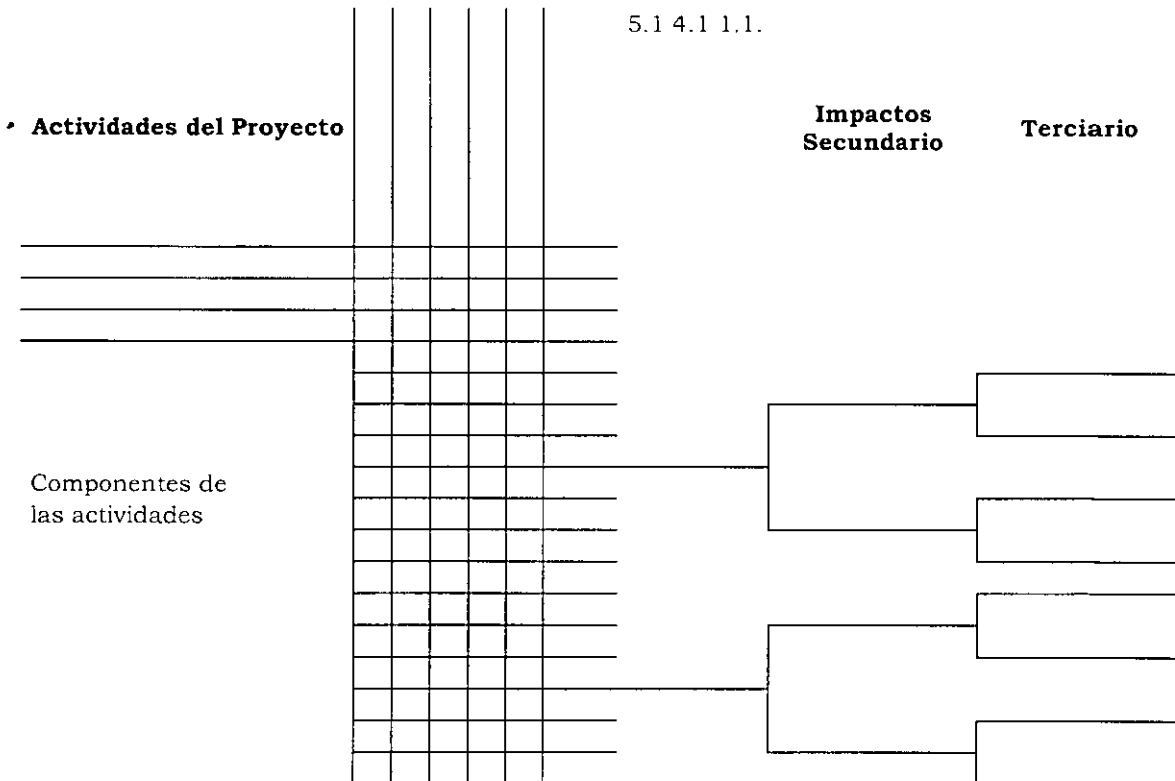 5.1 4.1 1.1.
Actividades del Proyecto
Impactos
Secundario
Terciario
Componentes de
las actividades